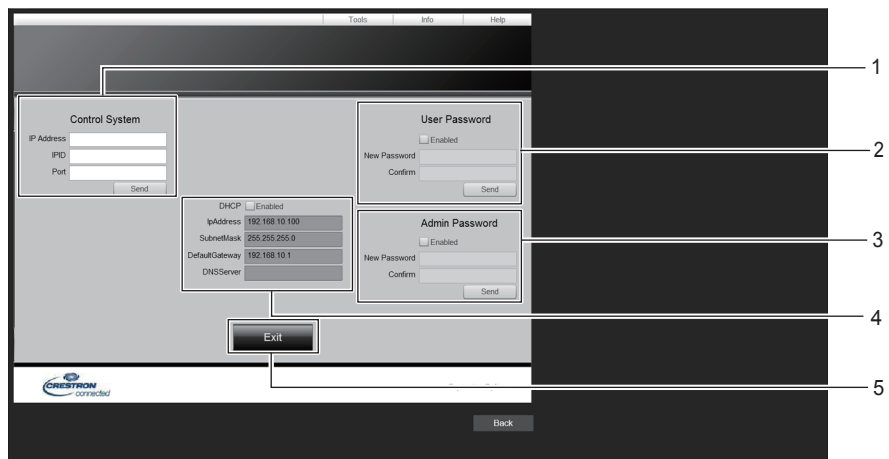 Tools Info Help
1
Control System
IP Address
IPID
Port
Send
User Password
Enabled
New Password
Confirm
Send
2
DHCP Enabled
IpAddress 192.168.10.100
SubnetMask 255.255.255.0
DefaultGateway 192.168.10.1
DNSServer
Admin Password
Enabled
New Password
Confirm
Send
3
4
Exit
5
CRESTRON
connected
Back